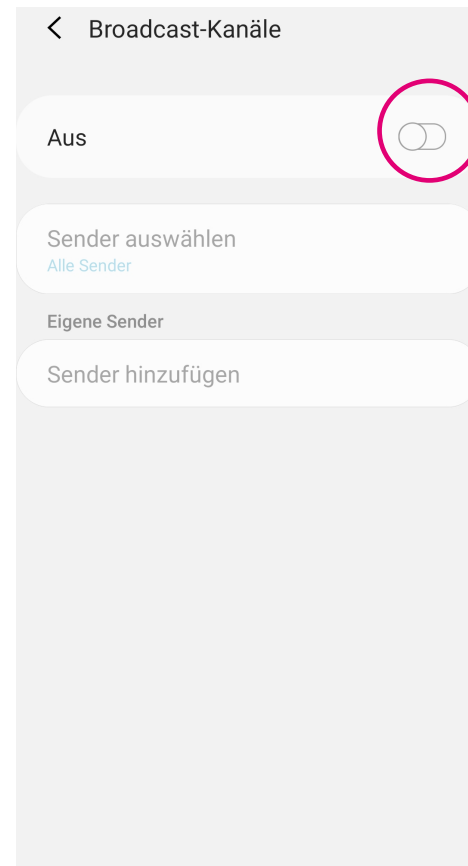 Broadcast-Kanäle
Aus
Sender auswählen
Alle Sender
Eigene Sender
Sender hinzufügen